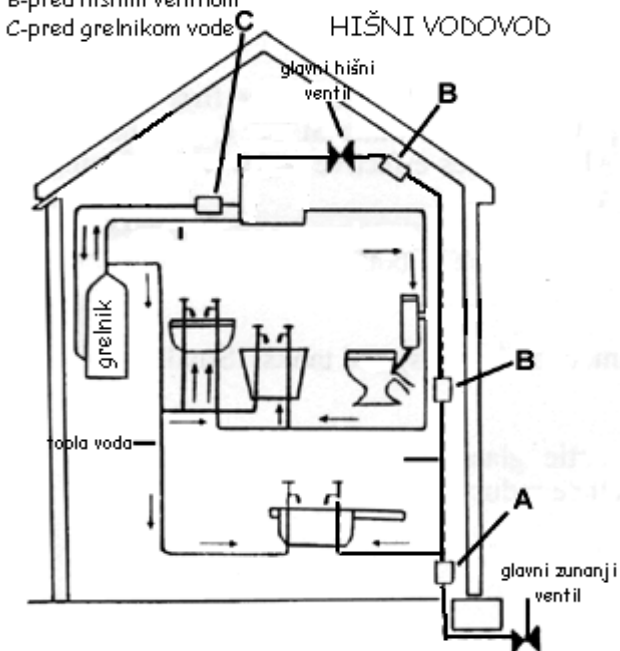 B-pred hišnim ventilom
C-pred grelnikom vode
HIŠNI VODOVOD
C
glavni hišni
ventil
B
grelnik
B
topla voda
A
glavni zunanji
ventil